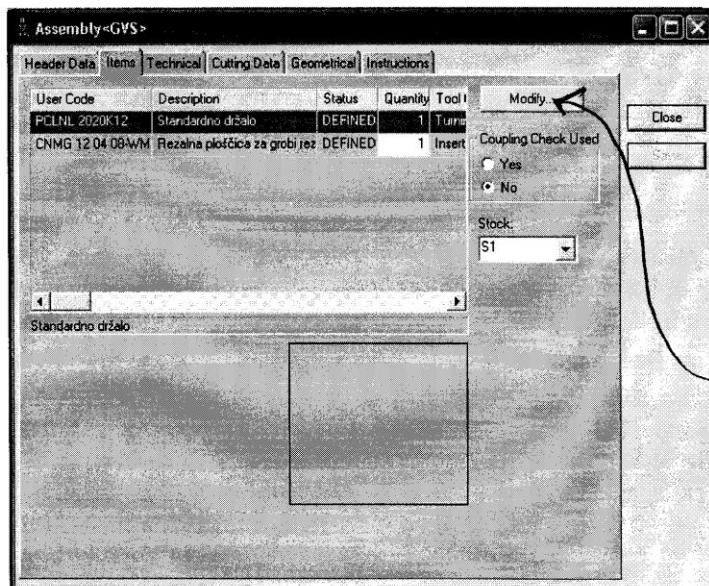 Assembly<GVS>
Header Data Items Technical Cutting Data Geometrical Instructions
User Code Description Status Quantity Tool
PCLNL 2020K12 Standardno držalo DEFINED 1 Turnin
CNMG 12 04 08-WM Rezalna ploščica za grobi rez DEFINED 1 Insert
Modify...
Close
Coupling Check Used
Save
Yes
No
Stock:
S1
Standardno držalo